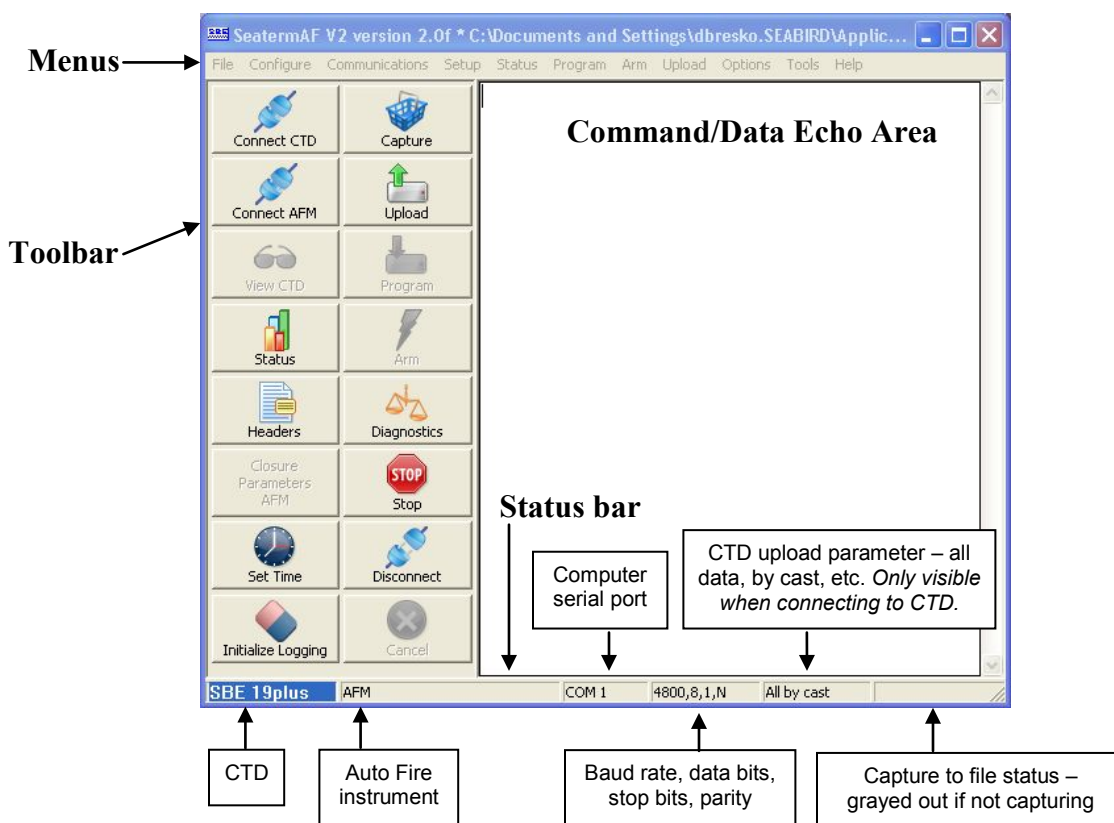 SBE SeatermAF V2 version 2.0f * C:\Documents and Settings\dbresko.SEABIRD\Applic...
Menus
File Configure Communications Setup Status Program Arm Upload Options Tools Help
Command/Data Echo Area
Connect CTD
Capture
Connect AFM
Upload
Toolbar
View CTD
Program
Status
Arm
Headers
Diagnostics
Closure
Parameters
AFM
STOP
Stop
Set Time
Disconnect
Initialize Logging
Cancel
Status bar
Computer
serial port
CTD upload parameter – all
data, by cast, etc. Only visible
when connecting to CTD.
SBE 19plus
AFM
COM 1
4800,8,1,N
All by cast
CTD
Auto Fire
instrument
Baud rate, data bits,
stop bits, parity
Capture to file status –
grayed out if not capturing